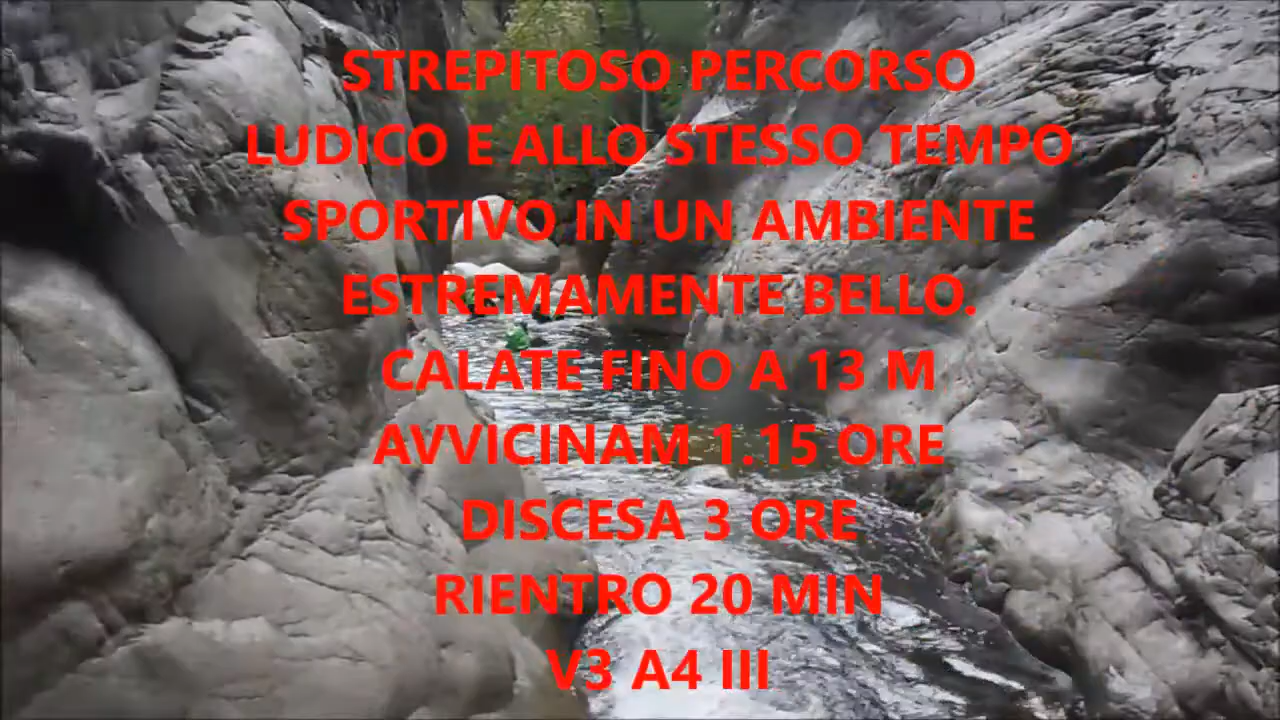 STREPITOSO PERCORSO
LUDICO E ALLO STESSO TEMPO
SPORTIVO IN UN AMBIENTE
ESTREMAMENTE BELLO.
CALATE FINO A 13 M
AVVICINAM 1.15 ORE
DISCESA 3 ORE
RIENTRO 20 MIN
V3 A4 III